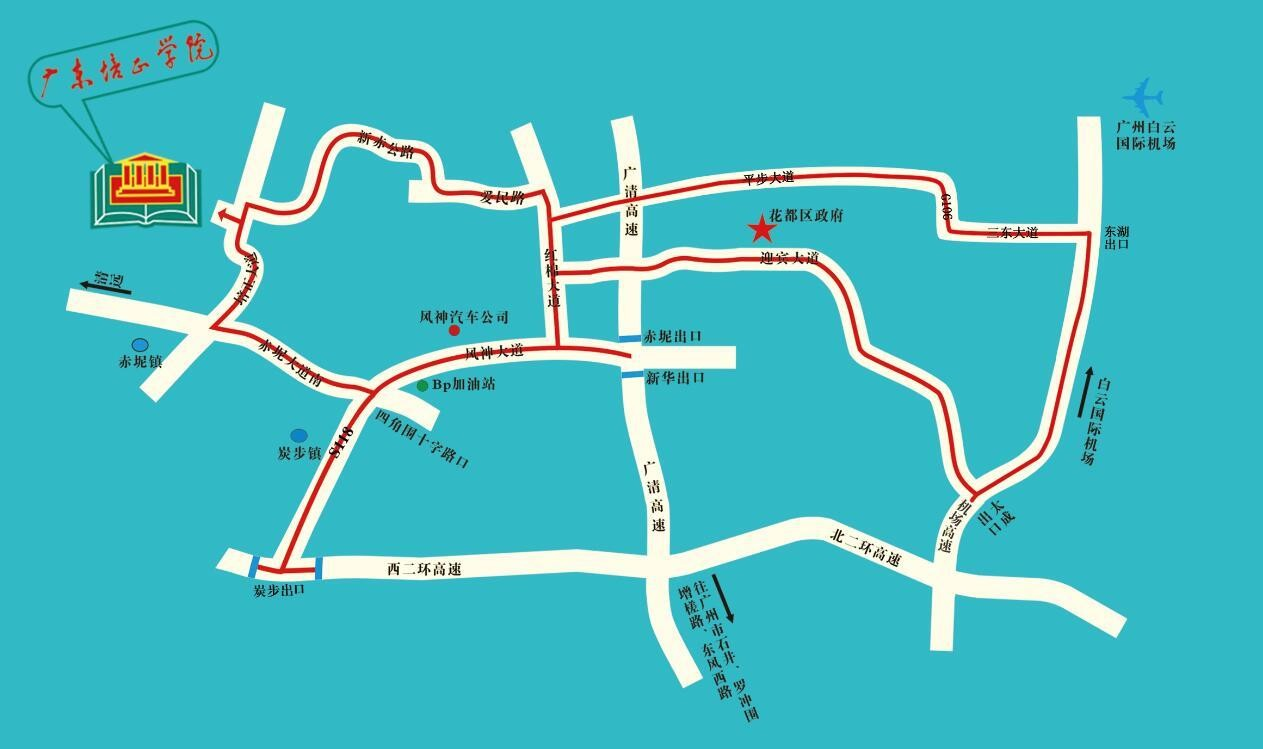 广东培正学院
广州白云
国际机场
新赤公路
爱民路
广清高速
平步大道
G106
花都区政府
三东大道
东湖
出口
迎宾大道
红棉大道
培正大道
清远
风神汽车公司
赤坭出口
风神大道
赤坭镇
赤坭大道南
新华出口
Bp加油站
白云国际机场
四角围十字路口
S118
炭步镇
广清高速
机场高速
太成
出口
北二环高速
西二环高速
炭步出口
往广州市石井、罗冲围
增槎路、东风西路